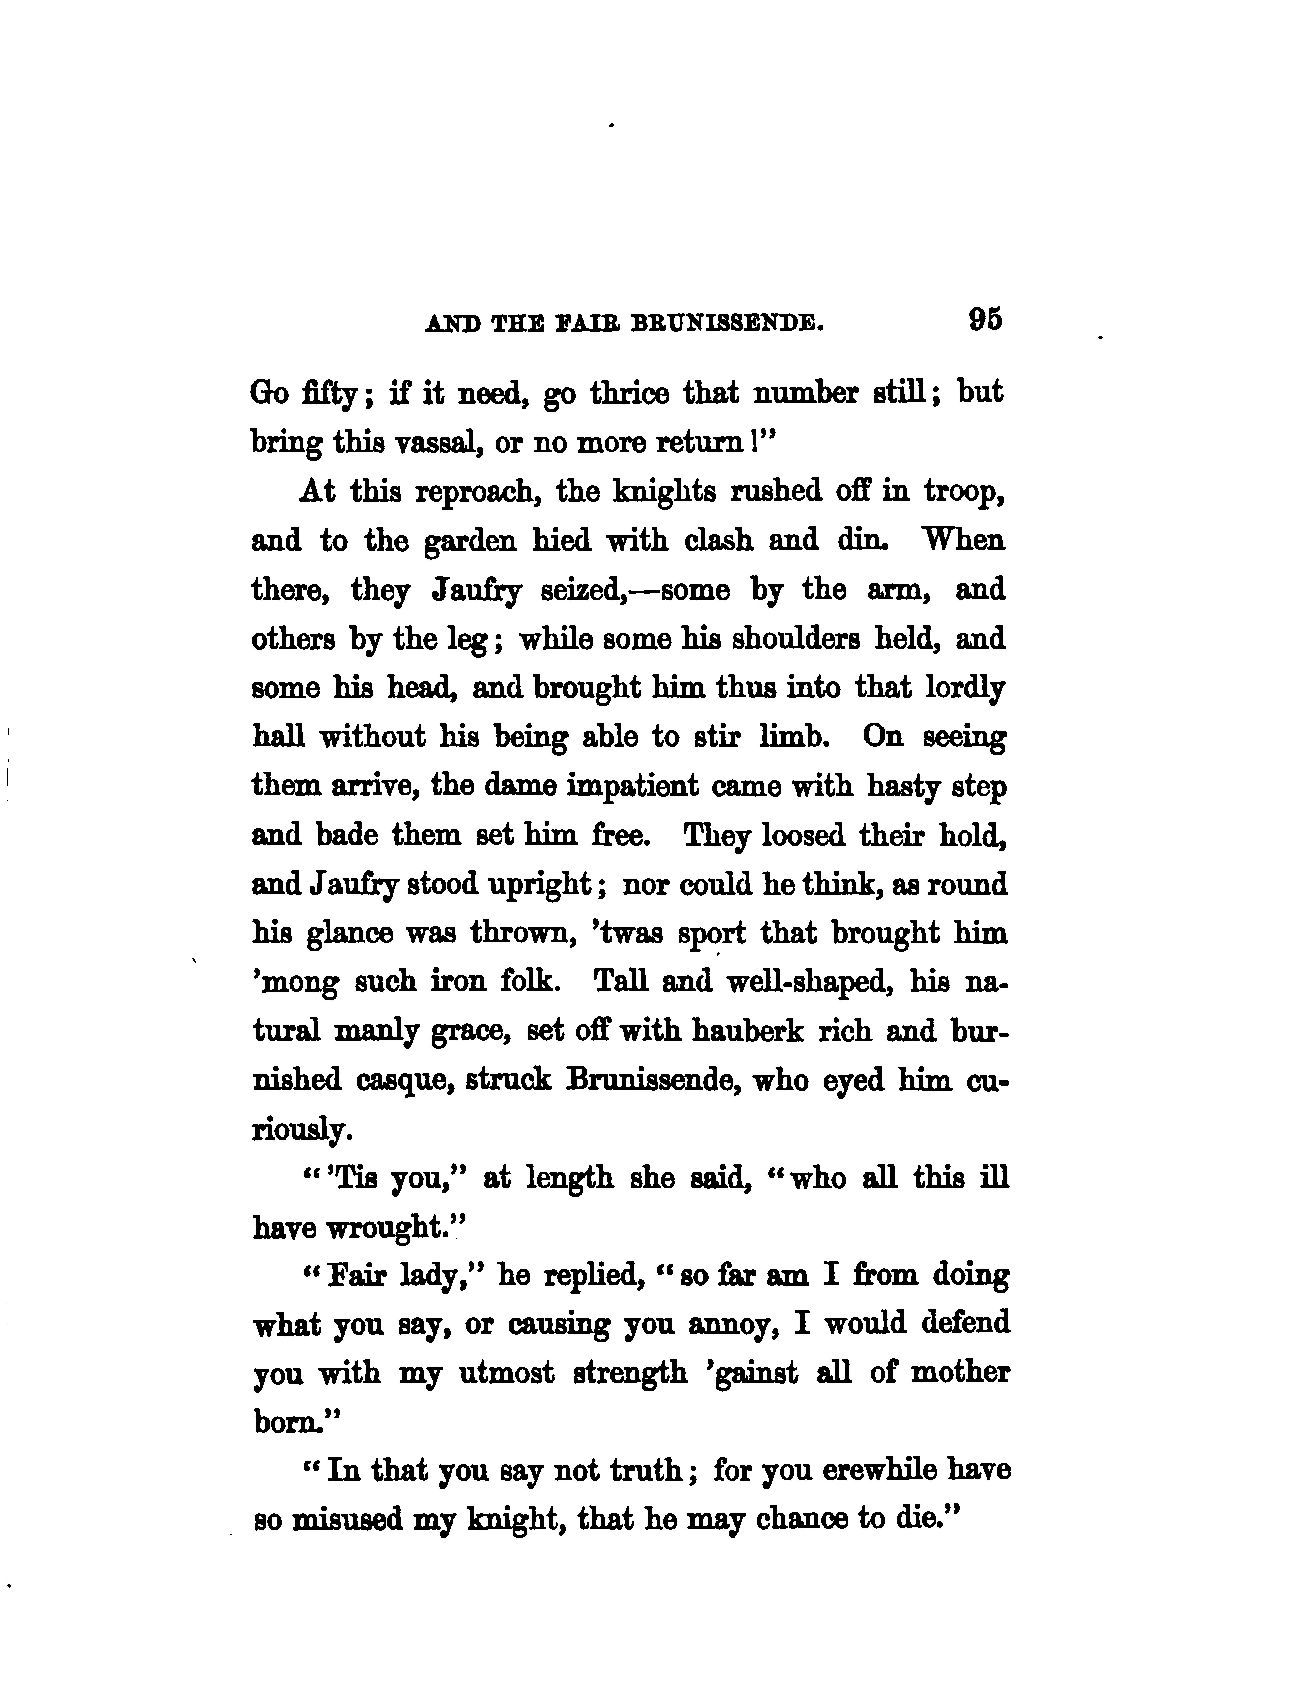 AND THE FAIR BRUNISSENDE. 95
Go fifty; if it need, go thrice that number still; but
bring this vassal, or no more return!"
At this reproach, the knights rushed off in troop,
and to the garden hied with clash and din. When
there, they Jaufry seized,—some by the arm, and
others by the leg; while some his shoulders held, and
some his head, and brought him thus into that lordly
hall without his being able to stir limb. On seeing
them arrive, the dame impatient came with hasty step
and bade them set him free. They loosed their hold,
and Jaufry stood upright; nor could he think, as round
his glance was thrown, 'twas sport that brought him
'mong such iron folk. Tall and well-shaped, his na-
tural manly grace, set off with hauberk rich and bur-
nished casque, struck Brunissende, who eyed him cu-
riously.
"'Tis you," at length she said, "who all this ill
have wrought."
"Fair lady," he replied, "so far am I from doing
what you say, or causing you annoy, I would defend
you with my utmost strength 'gainst all of mother
born."
"In that you say not truth; for you erewhile have
so misused my knight, that he may chance to die."